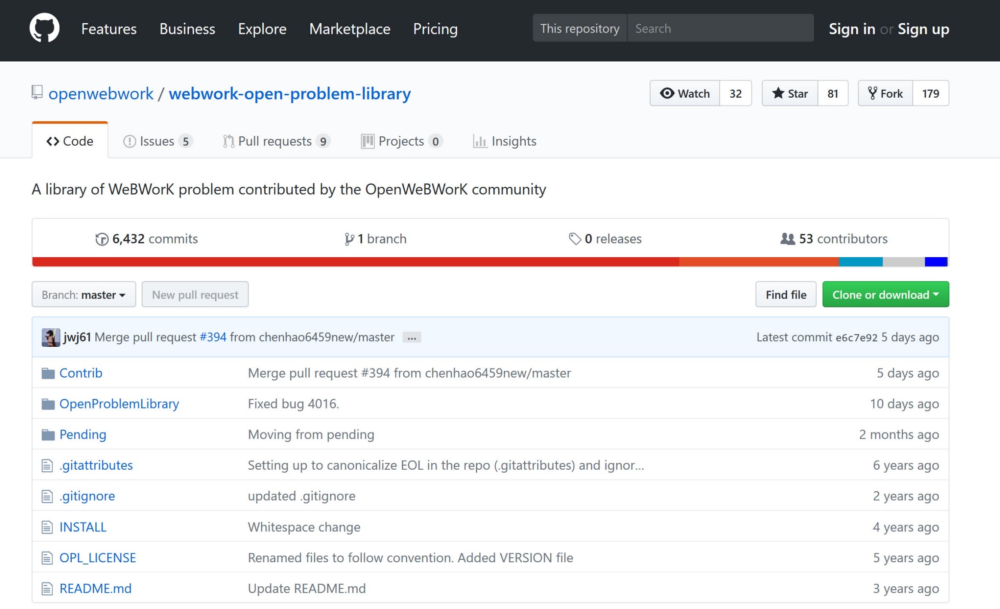 Features Business Explore Marketplace Pricing This repository Search Sign in or Sign up
openwebwork / webwork-open-problem-library Watch 32 Star 81 Fork 179
Code Issues 5 Pull requests 9 Projects 0 Insights
A library of WeBWorK problem contributed by the OpenWeBWorK community
6,432 commits 1 branch 0 releases 53 contributors
Branch: master New pull request Find file Clone or download
jwj61 Merge pull request #394 from chenhao6459new/master ... Latest commit e6c7e92 5 days ago
Contrib Merge pull request #394 from chenhao6459new/master 5 days ago
OpenProblemLibrary Fixed bug 4016. 10 days ago
Pending Moving from pending 2 months ago
.gitattributes Setting up to canonicalize EOL in the repo (.gitattributes) and ignor... 6 years ago
.gitignore updated .gitignore 2 years ago
INSTALL Whitespace change 4 years ago
OPL_LICENSE Renamed files to follow convention. Added VERSION file 5 years ago
README.md Update README.md 3 years ago